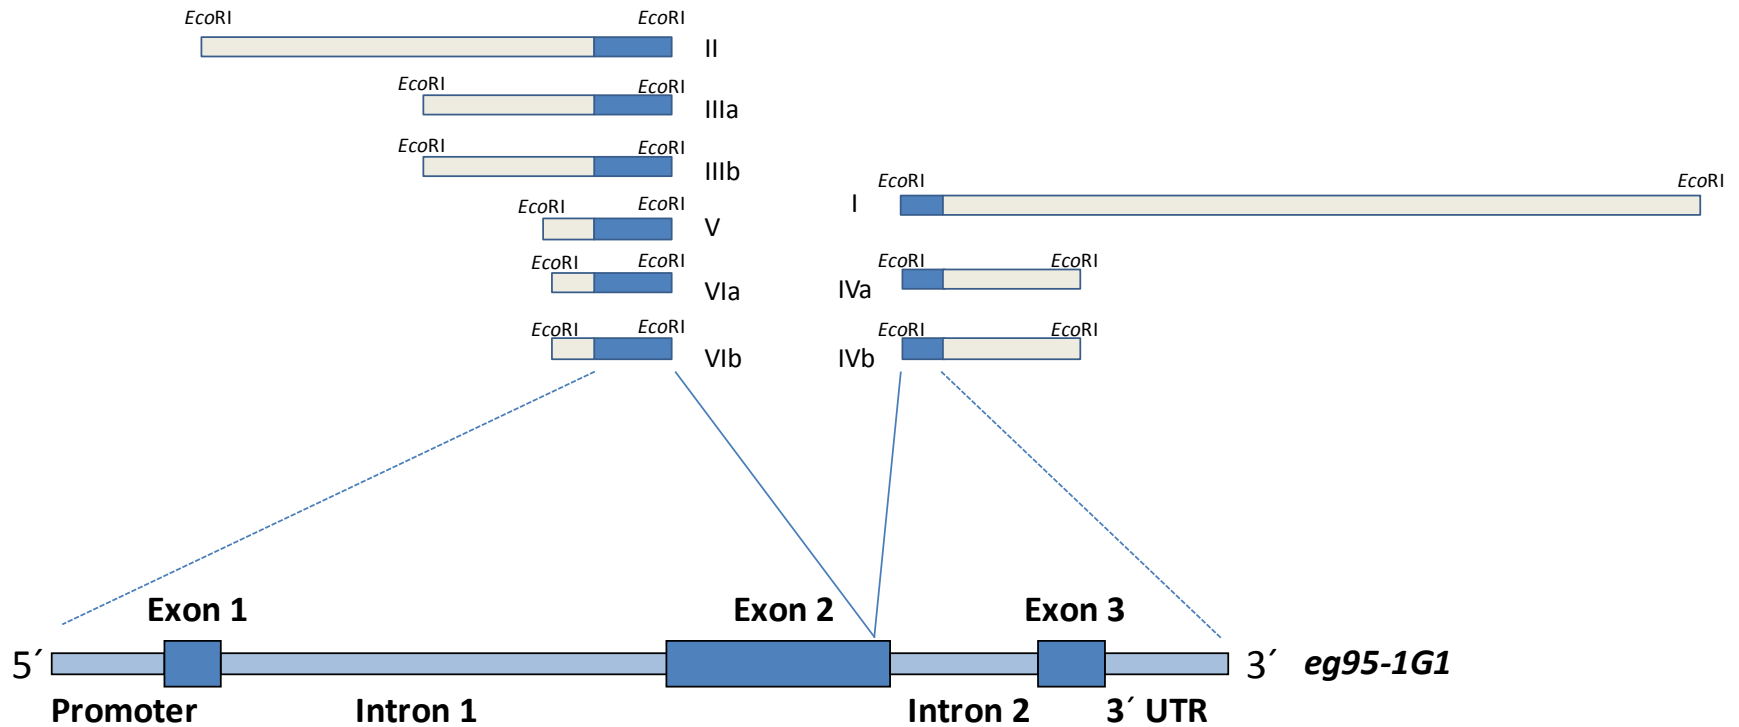 EcoRI EcoRI
II
EcoRI EcoRI
IIIa
EcoRI EcoRI
IIIb
EcoRI EcoRI
V
EcoRI EcoRI
VIa
EcoRI EcoRI
VIb
EcoRI EcoRI
I
EcoRI EcoRI
IVa
EcoRI EcoRI
IVb
Exon 1 Exon 2 Exon 3
5´ 3´ eg95-1G1
Promoter Intron 1 Intron 2 3´ UTR